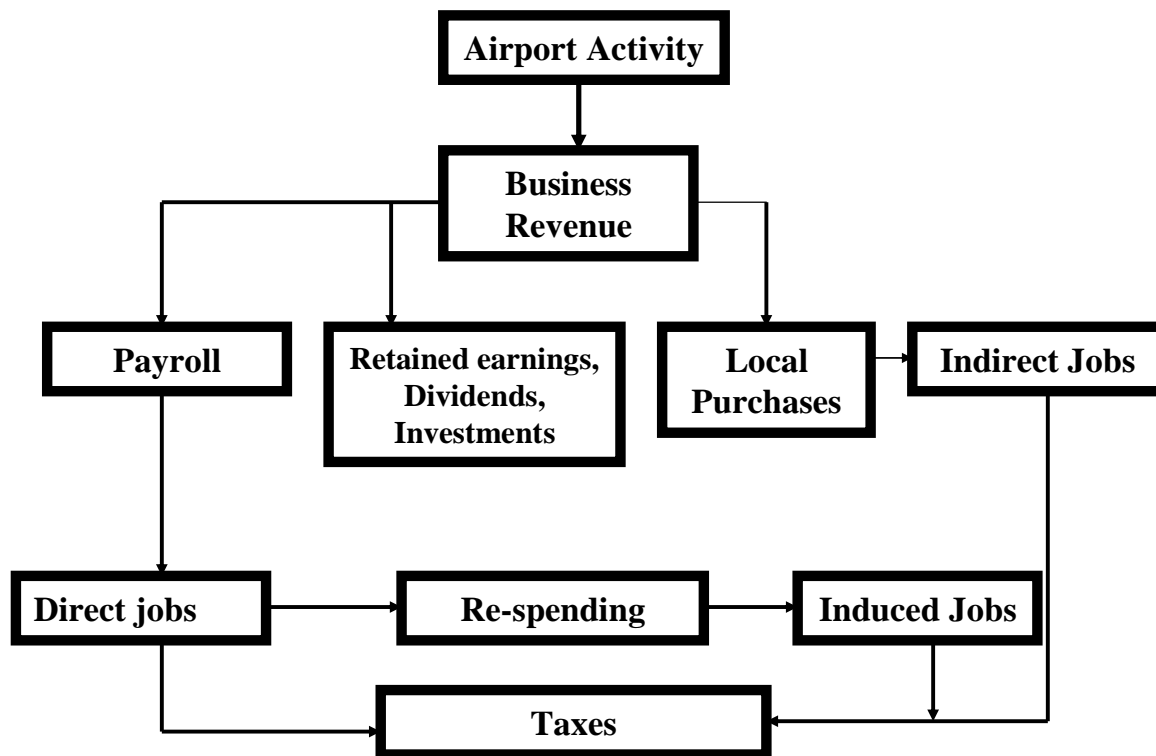 Airport Activity
Business
Revenue
Payroll
Retained earnings,
Dividends,
Investments
Local
Purchases
Indirect Jobs
Direct jobs
Re-spending
Induced Jobs
Taxes